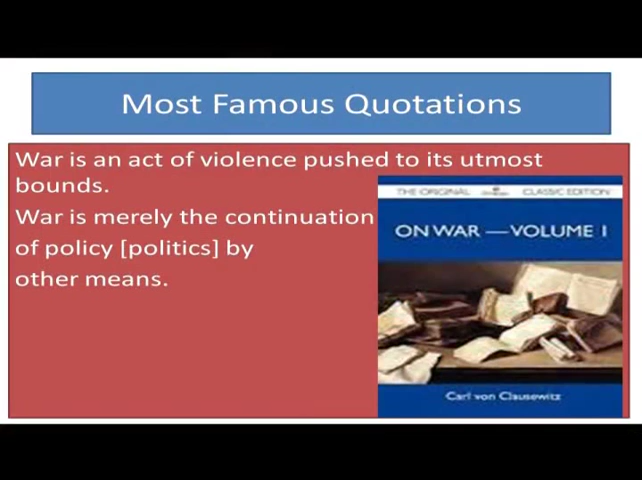 Most Famous Quotations
War is an act of violence pushed to its utmost
bounds.
War is merely the continuation
of policy [politics] by
other means.
THE ORIGINAL CLASSIC EDITION
ON WAR — VOLUME 1
Carl von Clausewitz